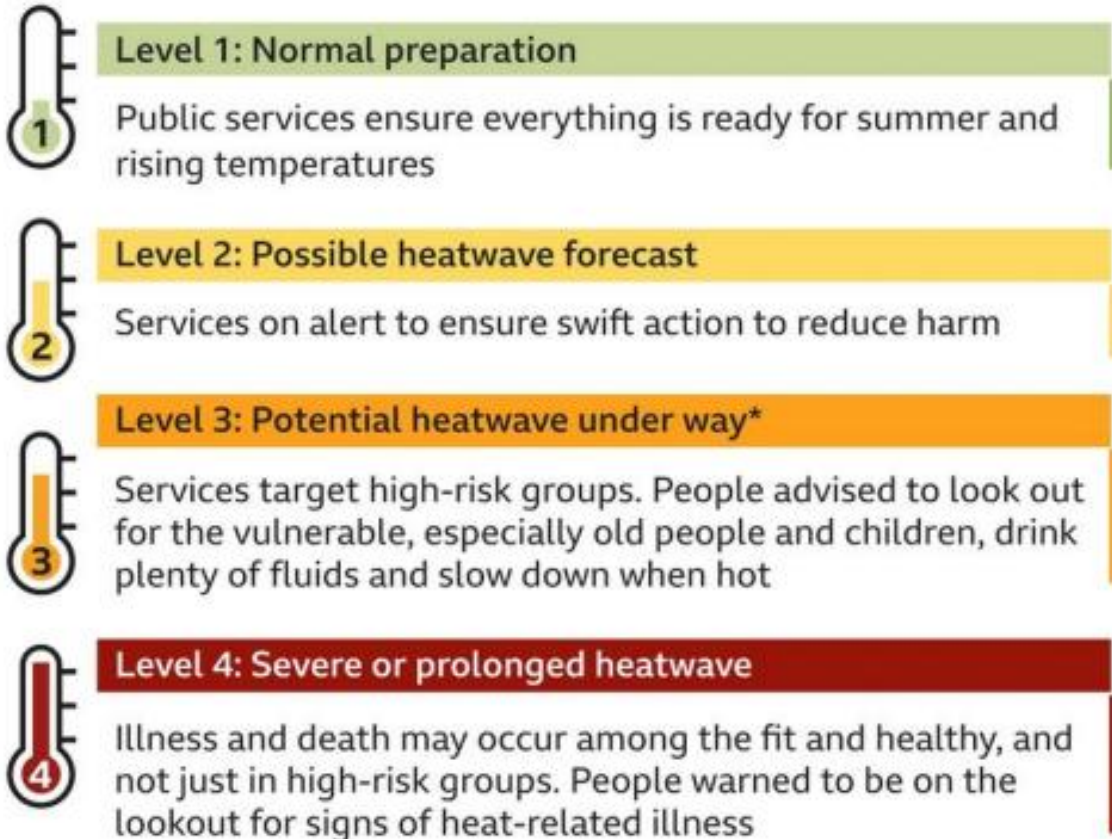 1
Level 1: Normal preparation
Public services ensure everything is ready for summer and
rising temperatures
2
Level 2: Possible heatwave forecast
Services on alert to ensure swift action to reduce harm
3
Level 3: Potential heatwave under way*
Services target high-risk groups. People advised to look out
for the vulnerable, especially old people and children, drink
plenty of fluids and slow down when hot
4
Level 4: Severe or prolonged heatwave
Illness and death may occur among the fit and healthy, and
not just in high-risk groups. People warned to be on the
lookout for signs of heat-related illness